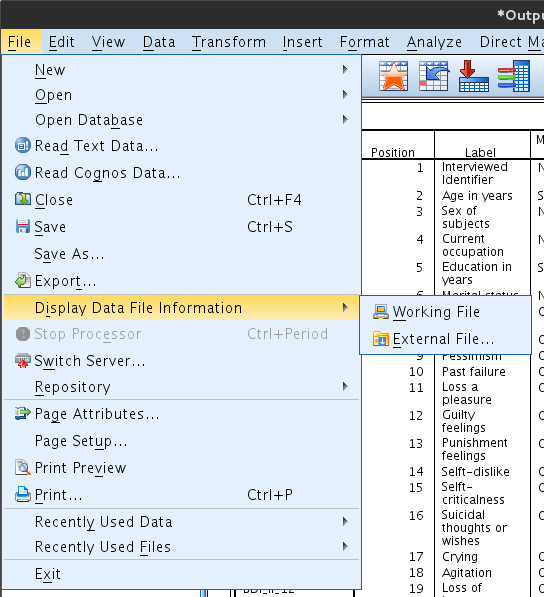 *Outpu
File Edit View Data Transform Insert Format Analyze Direct Ma
New
Open
Open Database
Read Text Data...
Read Cognos Data...
Close Ctrl+F4
Save Ctrl+S
Save As...
Export...
Display Data File Information
Stop Processor Ctrl+Period
Switch Server...
Repository
Page Attributes...
Page Setup...
Print Preview
Print... Ctrl+P
Recently Used Data
Recently Used Files
Exit
Working File
External File...
Position Label M
1 Interviewed
Identifier
2 Age in years S
3 Sex of
subjects
4 Current
occupation
5 Education in S
years
6 Marital status
9 Pessimism
10 Past failure
11 Loss a
pleasure
12 Guilty
feelings
13 Punishment
feelings
14 Selft-dislike
15 Selft-
criticalness
16 Suicidal
thoughts or
wishes
17 Crying
18 Agitation
19 Loss of
BDI_II_12